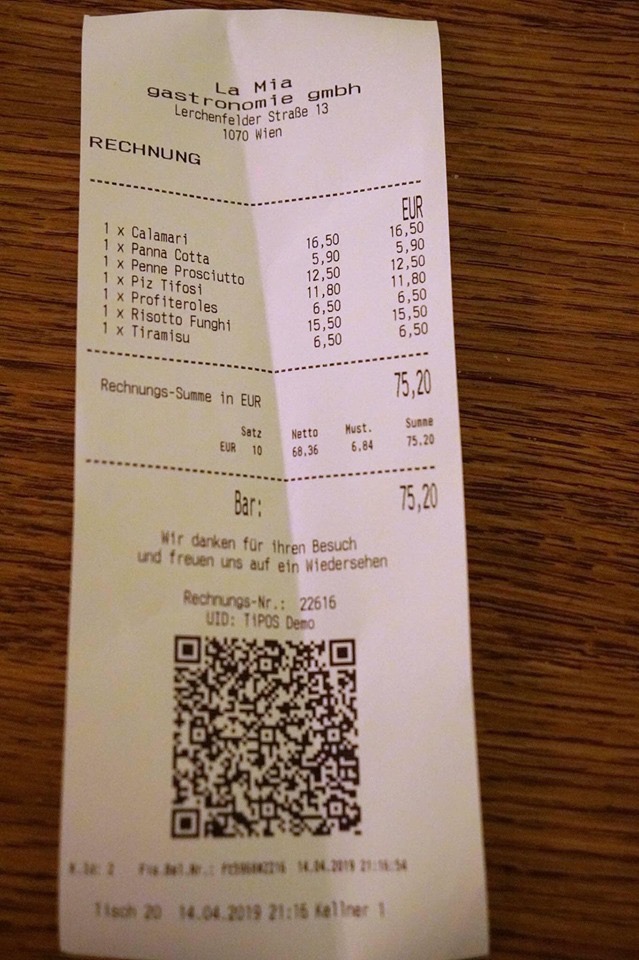 La Mia
gastronomie gmbh
Lerchenfelder Straße 13
1070 Wien
RECHNUNG
EUR
1 x Calamari 16,50 16,50
1 x Panna Cotta 5,90 5,90
1 x Penne Prosciutto 12,50 12,50
1 x Piz Tifosi 11,80 11,80
1 x Profiteroles 6,50 6,50
1 x Risotto Funghi 15,50 15,50
1 x Tiramisu 6,50 6,50
Rechnungs-Summe in EUR 75,20
Satz Netto Mwst. Summe
EUR 10 68,36 6,84 75,20
Bar: 75,20
Wir danken für ihren Besuch
und freuen uns auf ein Wiedersehen
Rechnungs-Nr.: 22616
UID: TiPOS Demo
K.Id: 2 14.04.2019 21:16:54
Tisch 20 14.04.2019 21:16 Kellner 1